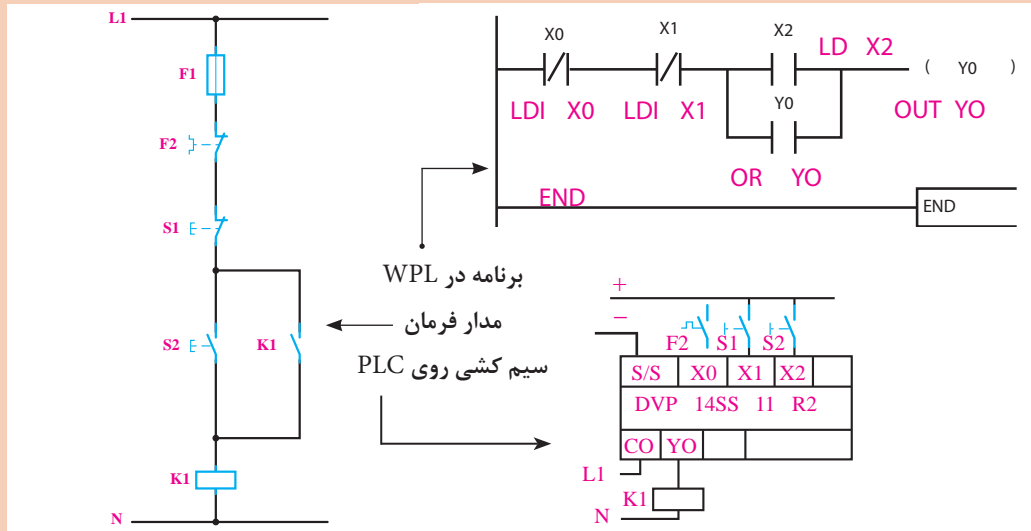 L1
F1
F2
S1
S2 K1
K1
N
X0 X1 X2 LD X2
( Y0 )
LDI X0 LDI X1 Y0 OUT YO
OR YO
END
END
برنامه در WPL
مدار فرمان
سیم کشی روی PLC
+
−
F2 S1 S2
S/S X0 X1 X2
DVP 14SS 11 R2
CO YO
L1
K1
N